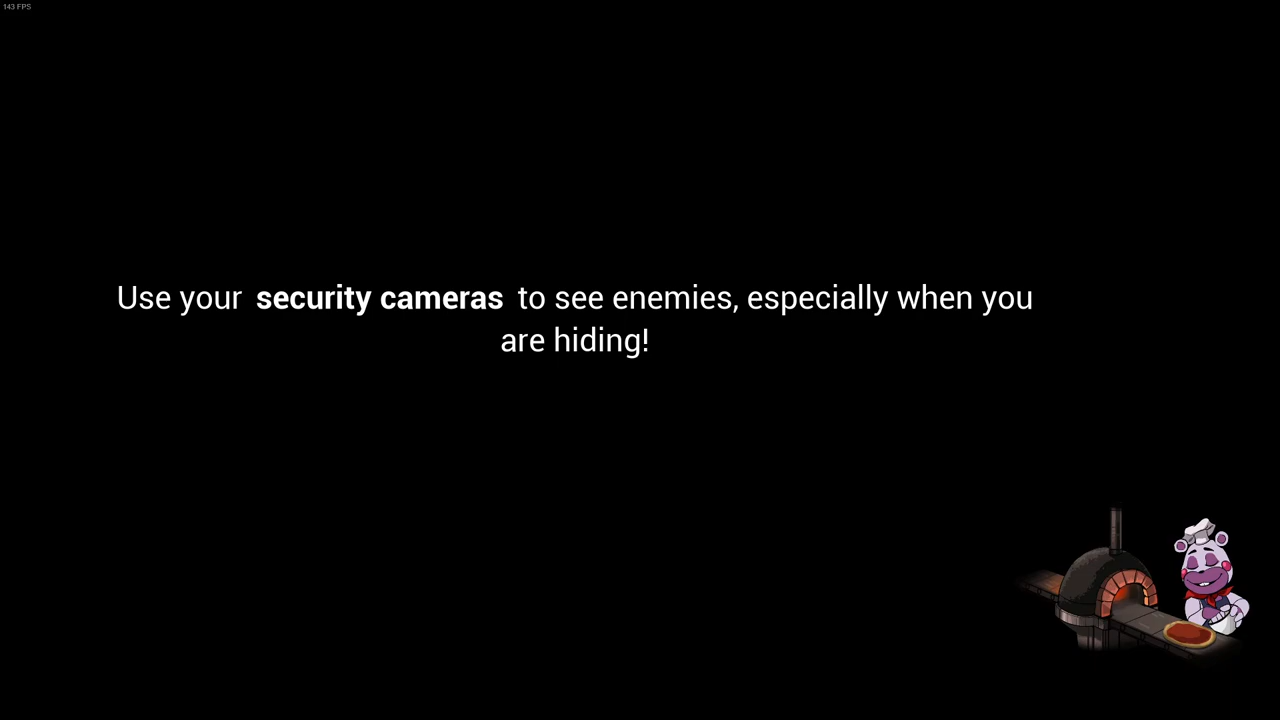 143 FPS
Use your security cameras to see enemies, especially when you
are hiding!